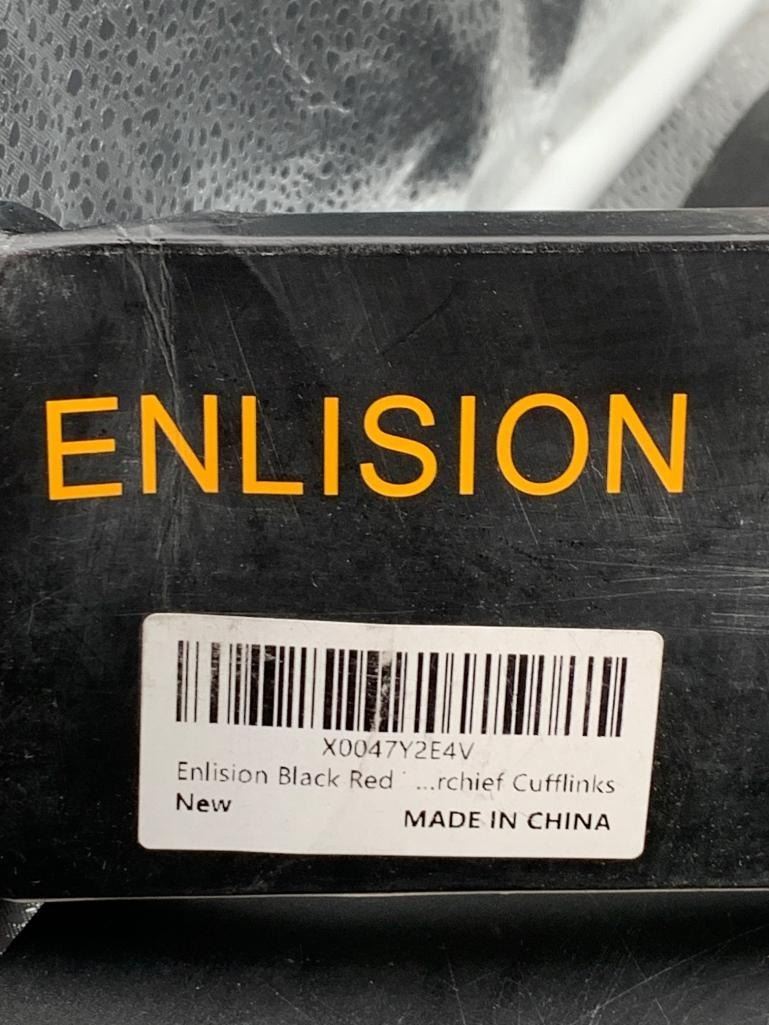 ENLISION
X0047Y2E4V
Enlision Black Red ...rchief Cufflinks
New
MADE IN CHINA